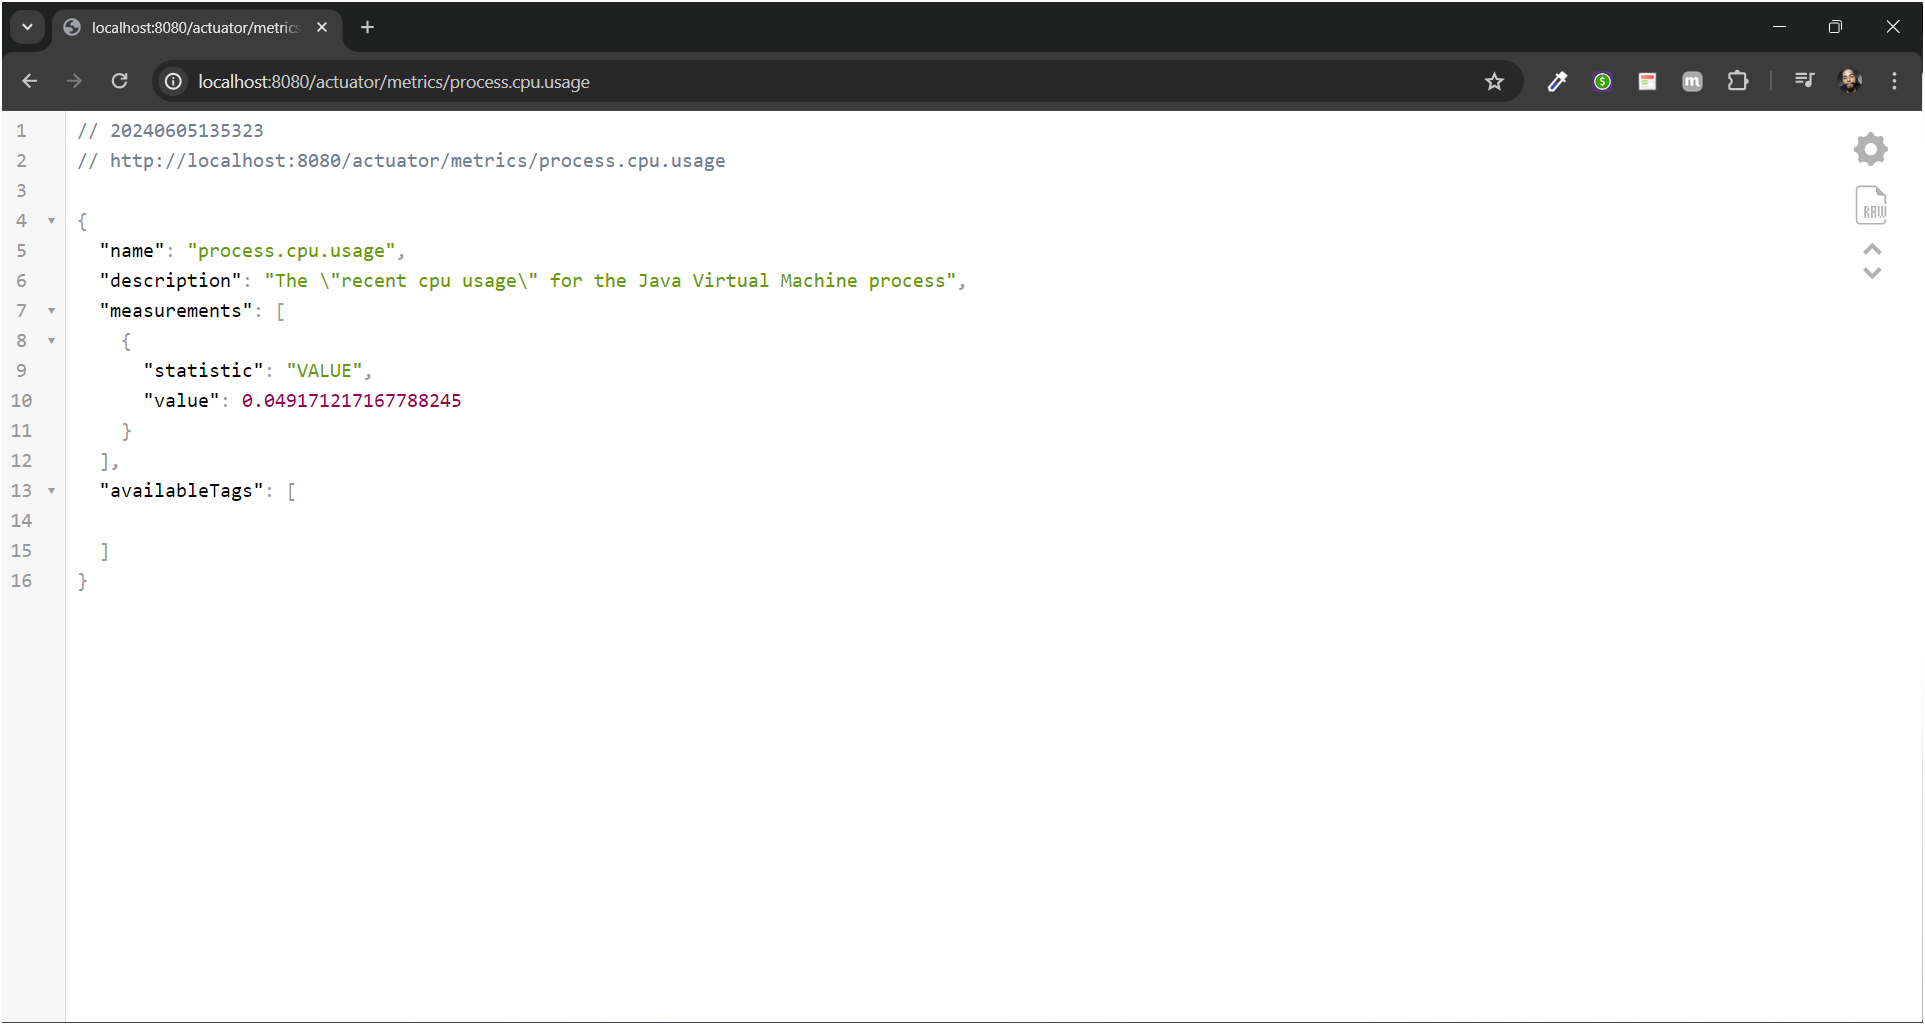 localhost:8080/actuator/metrics
localhost:8080/actuator/metrics/process.cpu.usage
1 // 20240605135323
2 // http://localhost:8080/actuator/metrics/process.cpu.usage
3
4 {
5 "name": "process.cpu.usage",
6 "description": "The \"recent cpu usage\" for the Java Virtual Machine process",
7 "measurements": [
8 {
9 "statistic": "VALUE",
10 "value": 0.049171217167788245
11 }
12 ],
13 "availableTags": [
14
15 ]
16 }
RAW
m
$